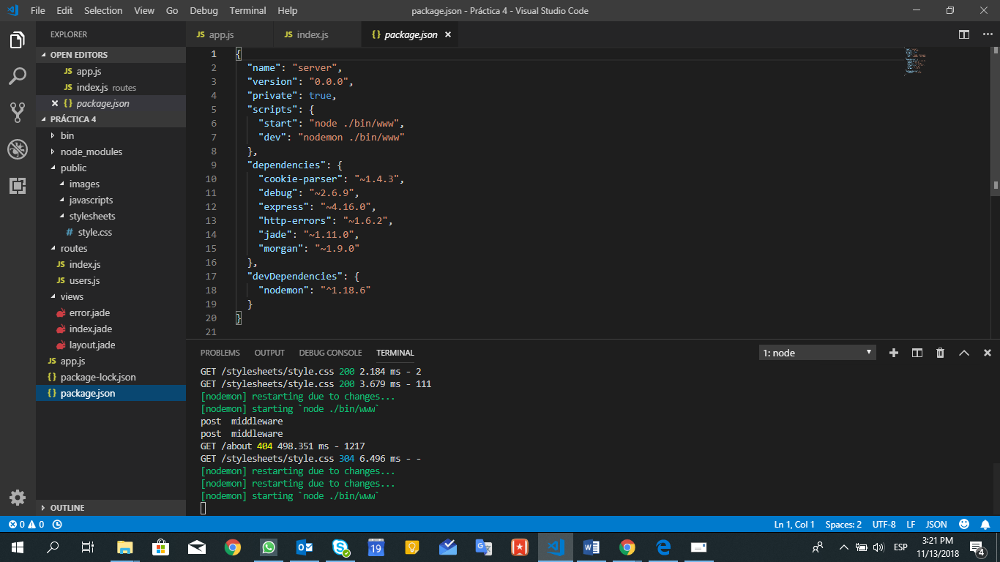 File Edit Selection View Go Debug Terminal Help
package.json - Práctica 4 - Visual Studio Code
EXPLORER
OPEN EDITORS
JS app.js
JS index.js routes
{} package.json
PRÁCTICA 4
bin
node_modules
public
images
javascripts
stylesheets
# style.css
routes
JS index.js
JS users.js
views
error.jade
index.jade
layout.jade
JS app.js
{} package-lock.json
{} package.json
OUTLINE
JS app.js
JS index.js
{} package.json
1 {
2 "name": "server",
3 "version": "0.0.0",
4 "private": true,
5 "scripts": {
6 "start": "node ./bin/www",
7 "dev": "nodemon ./bin/www"
8 },
9 "dependencies": {
10 "cookie-parser": "~1.4.3",
11 "debug": "~2.6.9",
12 "express": "~4.16.0",
13 "http-errors": "~1.6.2",
14 "jade": "~1.11.0",
15 "morgan": "~1.9.0"
16 },
17 "devDependencies": {
18 "nodemon": "^1.18.6"
19 }
20 }
21
PROBLEMS OUTPUT DEBUG CONSOLE TERMINAL
1: node
GET /stylesheets/style.css 200 2.184 ms - 2
GET /stylesheets/style.css 200 3.679 ms - 111
[nodemon] restarting due to changes...
[nodemon] starting `node ./bin/www`
post  middleware
post  middleware
GET /about 404 498.351 ms - 1217
GET /stylesheets/style.css 304 6.496 ms - -
[nodemon] restarting due to changes...
[nodemon] restarting due to changes...
[nodemon] starting `node ./bin/www`
0 0
Ln 1, Col 1 Spaces: 2 UTF-8 LF JSON
19
ESP
3:21 PM
11/13/2018
4